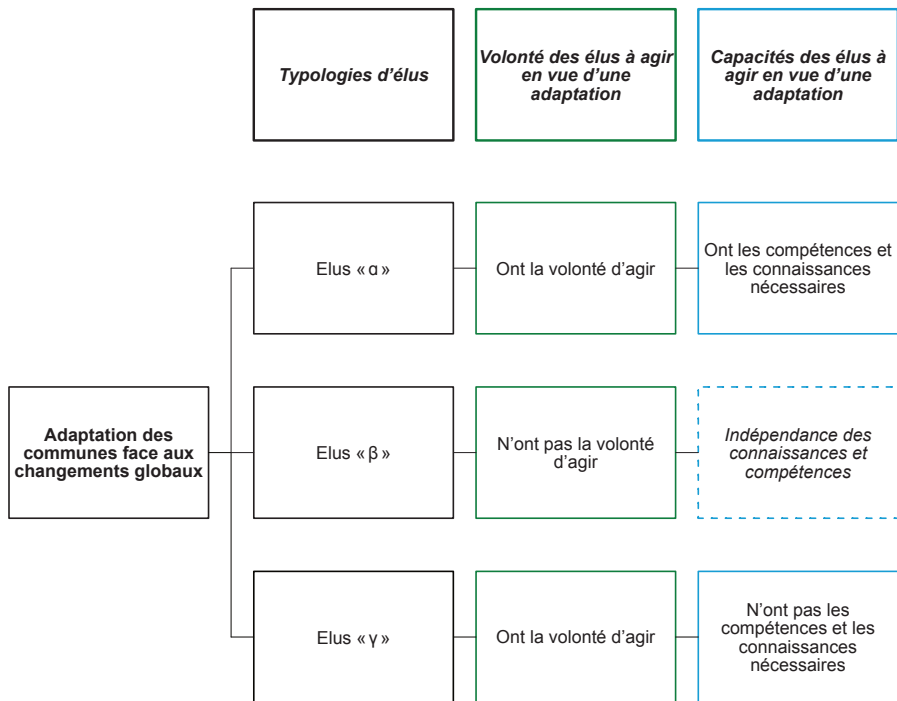 Typologies d'élus
Volonté des élus à agir
en vue d'une
adaptation
Capacités des élus à
agir en vue d'une
adaptation
Elus « α »
Ont la volonté d'agir
Ont les compétences et
les connaissances
nécessaires
Adaptation des
communes face aux
changements globaux
Elus « β »
N'ont pas la volonté
d'agir
Indépendance des
connaissances et
compétences
Elus « γ »
Ont la volonté d'agir
N'ont pas les
compétences et les
connaissances
nécessaires